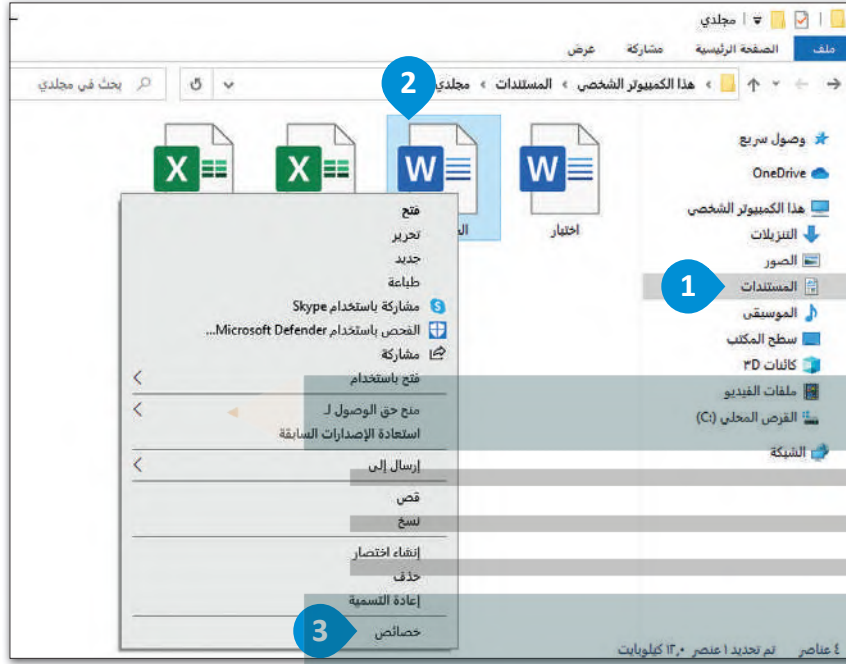 مجلدي
ملف الصفحة الرئيسية مشاركة عرض
هذا الكمبيوتر الشخصي › المستندات › مجلدي
بحث في مجلدي
2
وصول سريع
OneDrive
هذا الكمبيوتر الشخصي
التنزيلات
الصور
المستندات
1
الموسيقى
سطح المكتب
كائنات ٣D
ملفات الفيديو
القرص المحلي (C:)
الشبكة
W
W
X
X
اختبار
فتح
تحرير
جديد
طباعة
مشاركة باستخدام Skype
الفحص باستخدام Microsoft Defender...
مشاركة
فتح باستخدام
منح حق الوصول لـ
استعادة الإصدارات السابقة
إرسال إلى
قص
نسخ
إنشاء اختصار
حذف
إعادة التسمية
خصائص
3
٤ عناصر تم تحديد ١ عنصر ١٢,٠ كيلوبايت